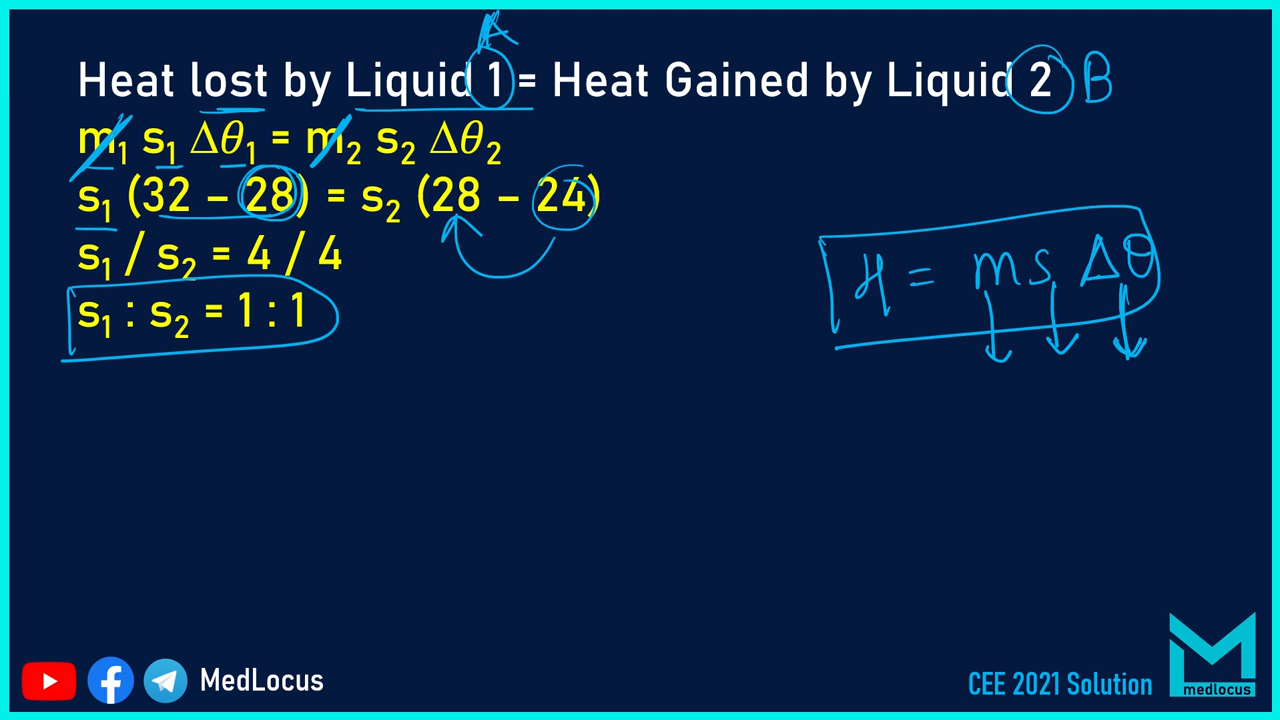 A
Heat lost by Liquid 1 = Heat Gained by Liquid 2 B
m₁ s₁ Δθ₁ = m₂ s₂ Δθ₂
s₁ (32 – 28) = s₂ (28 – 24)
s₁ / s₂ = 4 / 4
s₁ : s₂ = 1 : 1
H = ms Δθ
MedLocus
CEE 2021 Solution
medlocus